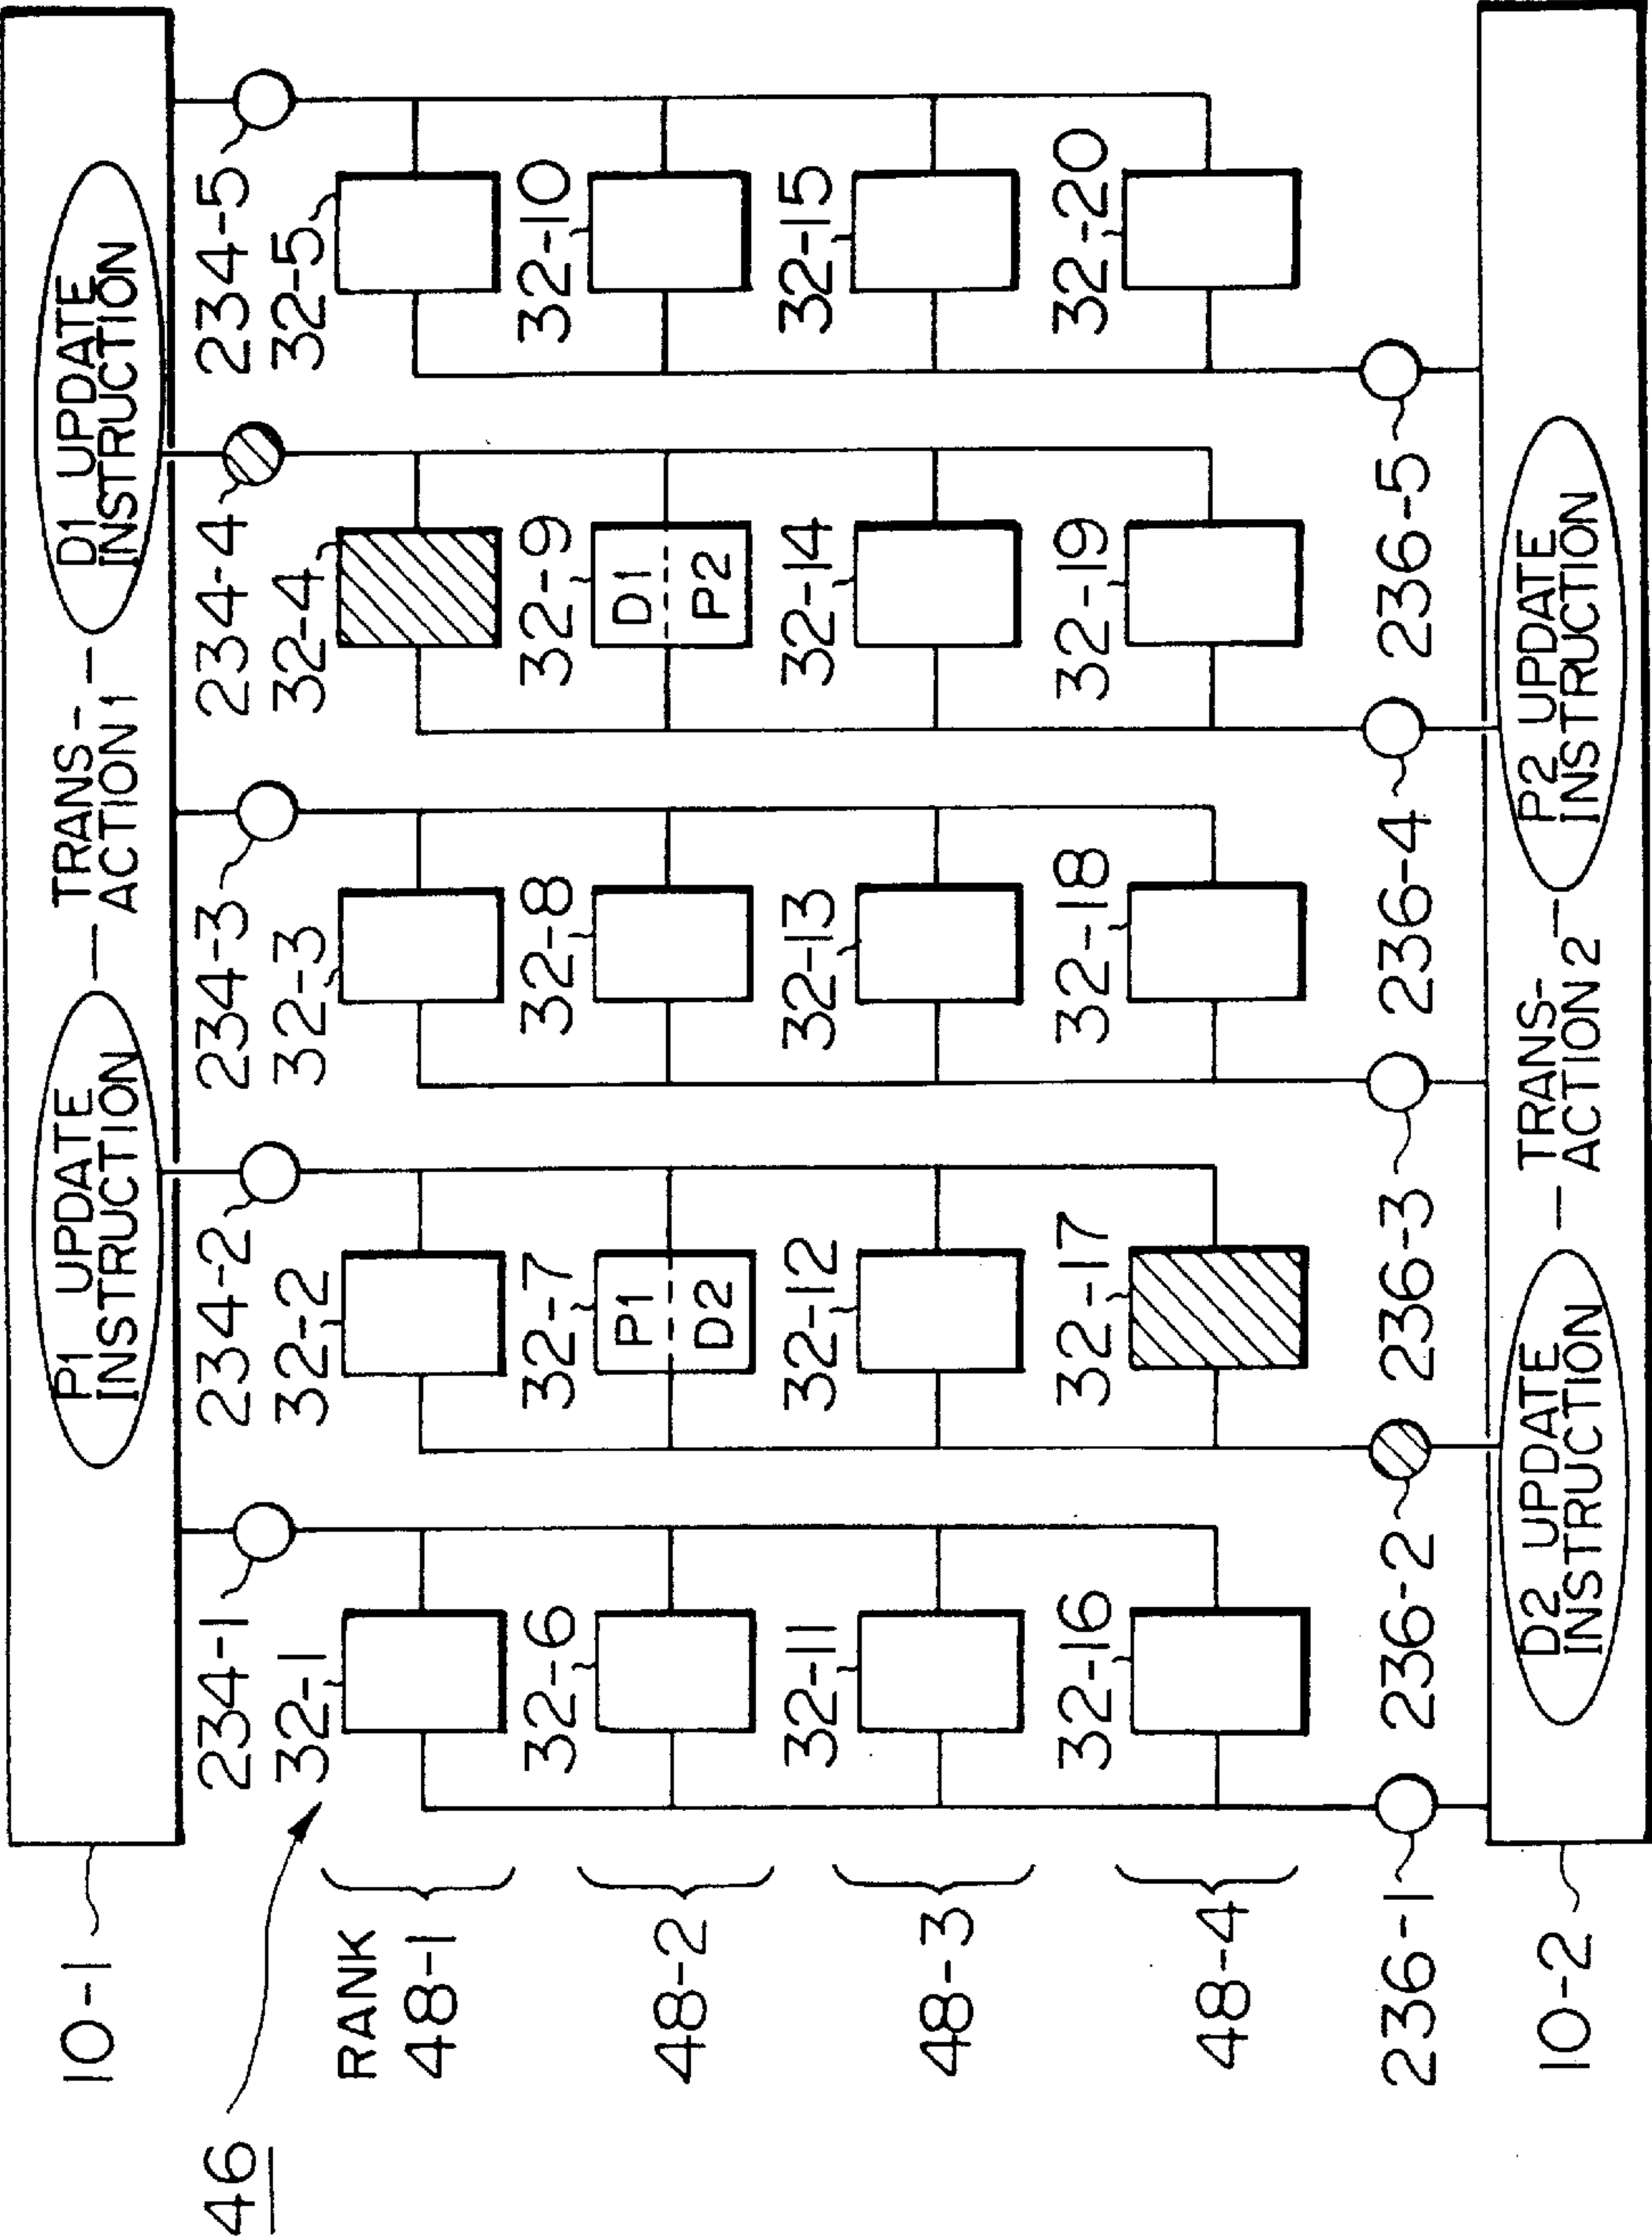 10-1
P1 UPDATE
INSTRUCTION
TRANS-
ACTION 1
D1 UPDATE
INSTRUCTION
46
234-1
234-2
234-3
234-4
234-5
32-1
32-2
32-3
32-4
32-5
RANK
48-1
32-6
32-7
32-8
32-9
32-10
48-2
P1
D2
D1
P2
32-11
32-12
32-13
32-14
32-15
48-3
32-16
32-17
32-18
32-19
32-20
48-4
236-1
236-2
236-3
236-4
236-5
10-2
D2 UPDATE
INSTRUCTION
TRANS-
ACTION 2
P2 UPDATE
INSTRUCTION